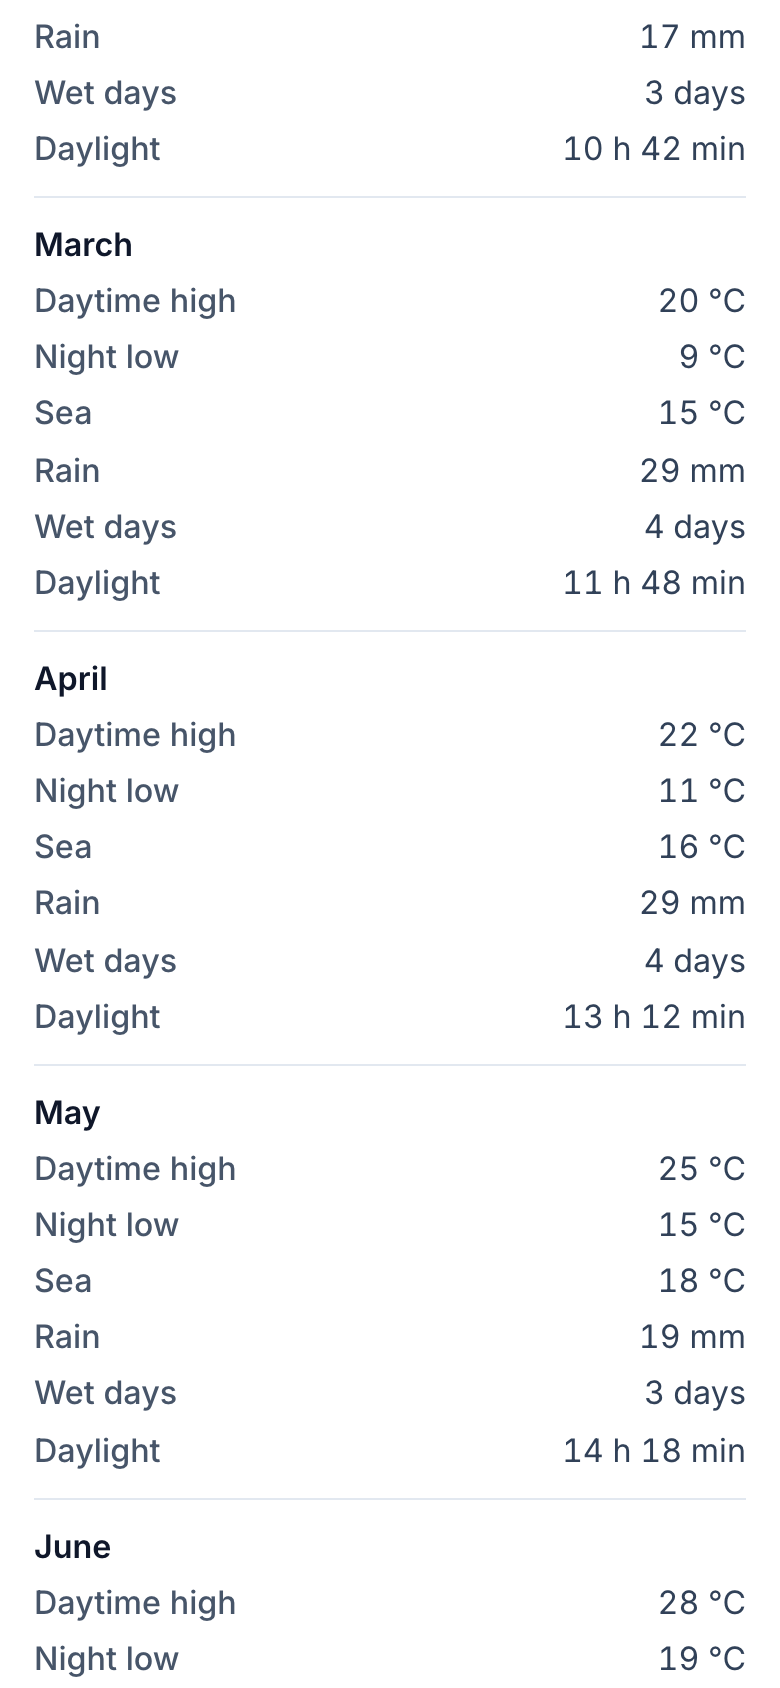 Rain 17 mm
Wet days 3 days
Daylight 10 h 42 min
March
Daytime high 20 °C
Night low 9 °C
Sea 15 °C
Rain 29 mm
Wet days 4 days
Daylight 11 h 48 min
April
Daytime high 22 °C
Night low 11 °C
Sea 16 °C
Rain 29 mm
Wet days 4 days
Daylight 13 h 12 min
May
Daytime high 25 °C
Night low 15 °C
Sea 18 °C
Rain 19 mm
Wet days 3 days
Daylight 14 h 18 min
June
Daytime high 28 °C
Night low 19 °C